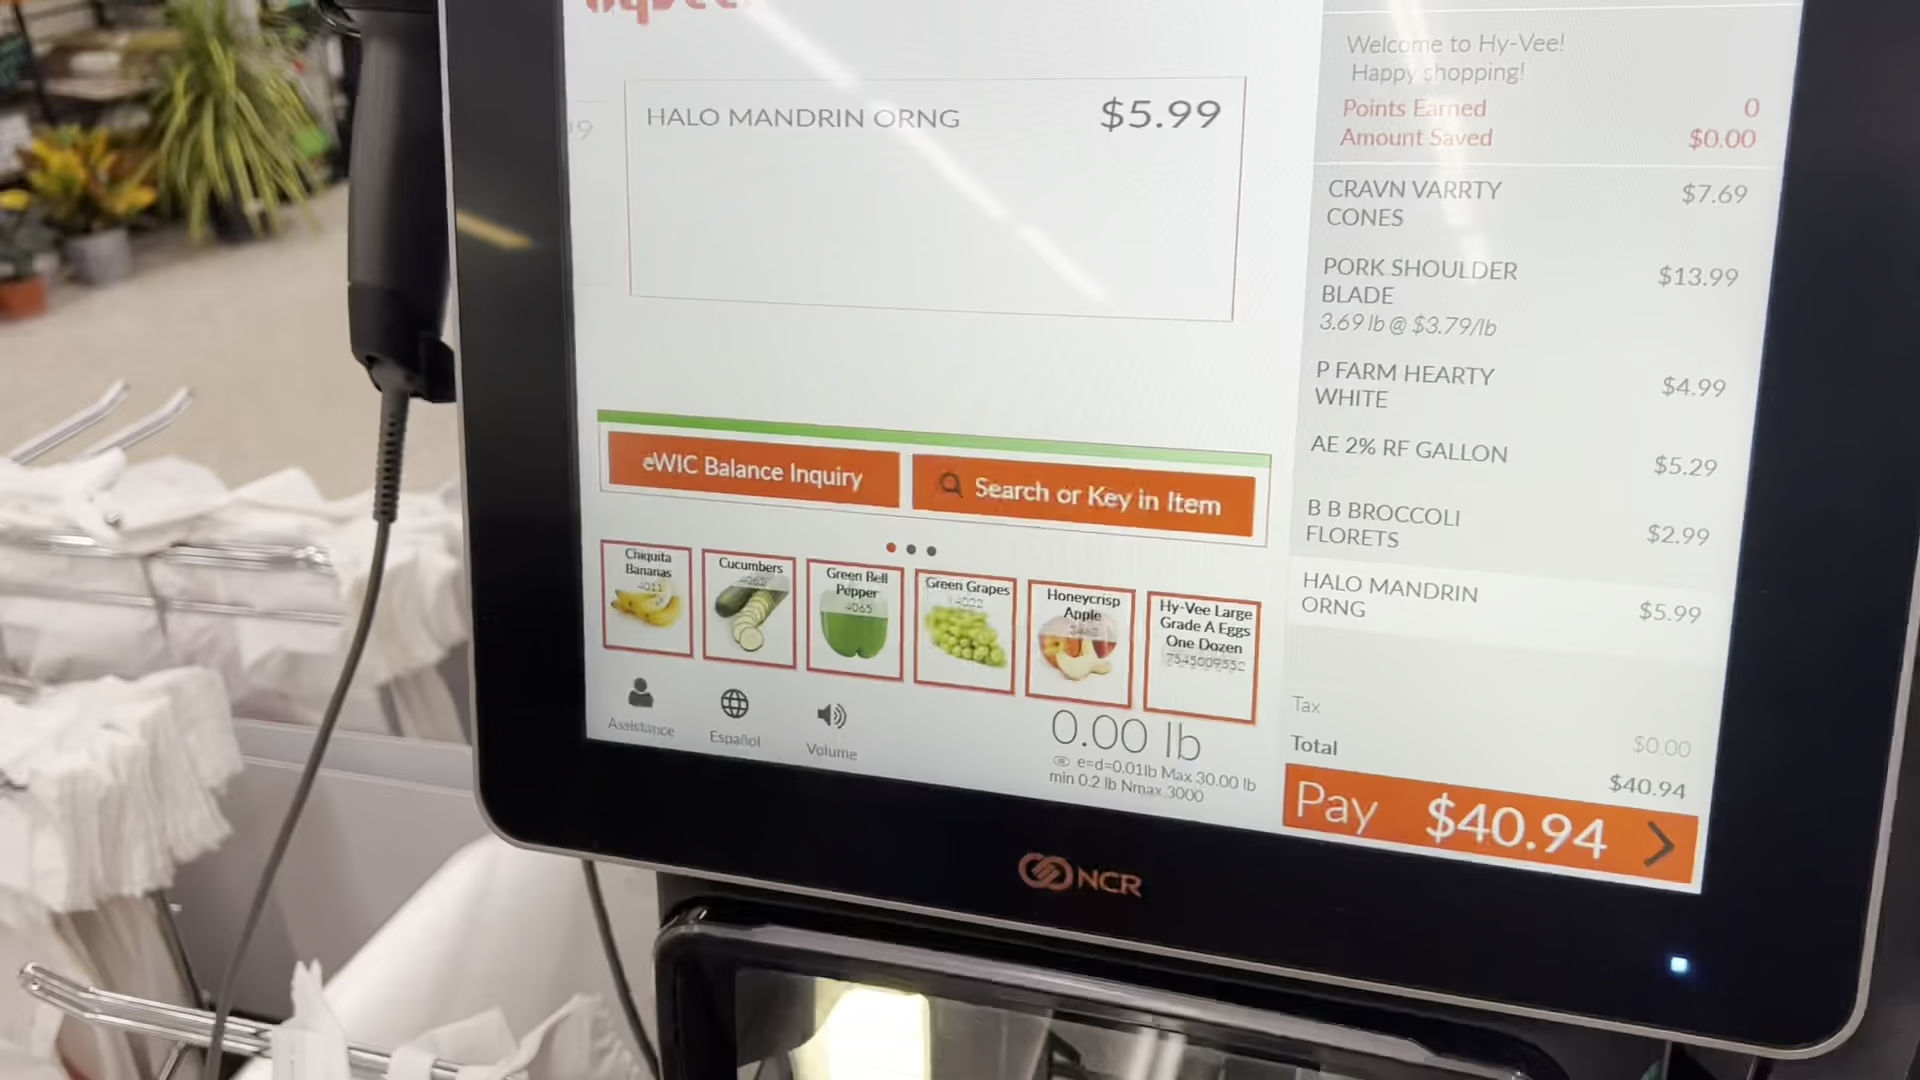 HyVee
HALO MANDRIN ORNG $5.99
eWIC Balance Inquiry
Search or Key in Item
Chiquita
Bananas
4011
Cucumbers
4062
Green Bell
Pepper
4065
Green Grapes
Honeycrisp
Apple
Hy-Vee Large
Grade A Eggs
One Dozen
7545009552
Assistance
Español
Volume
0.00 lb
e=d=0.01lb Max 30.00 lb
min 0.2 lb Nmax 3000
Welcome to Hy-Vee!
Happy shopping!
Points Earned 0
Amount Saved $0.00
CRAVN VARRTY
CONES $7.69
PORK SHOULDER
BLADE $13.99
3.69 lb @ $3.79/lb
P FARM HEARTY
WHITE $4.99
AE 2% RF GALLON $5.29
B B BROCCOLI
FLORETS $2.99
HALO MANDRIN
ORNG $5.99
Tax $0.00
Total $40.94
Pay $40.94
NCR